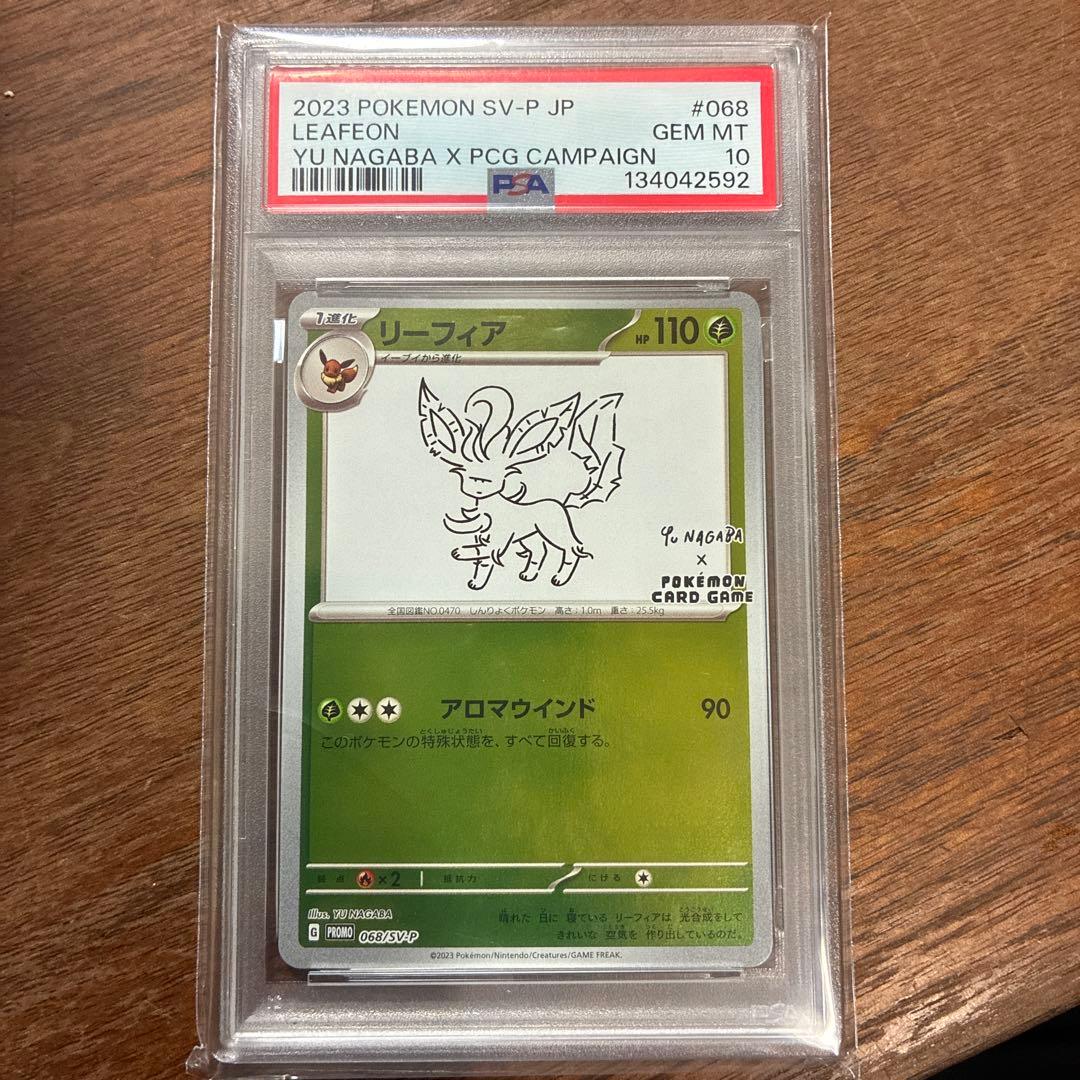 2023 POKEMON SV-P JP #068
LEAFEON GEM MT
YU NAGABA X PCG CAMPAIGN 10
PSA 134042592
1進化 リーフィア HP 110
イーブイから進化
Yu NAGABA
×
POKÉMON
CARD GAME
全国図鑑NO.0470 しんりょくポケモン 高さ:1.0m 重さ:25.5kg
アロマウインド 90
このポケモンの特殊状態を、すべて回復する。
弱点 ×2 抵抗力 にげる
Illus. YU NAGABA
晴れた 日に 寝ている リーフィアは 光合成をして
きれいな 空気を 作り出しているのだ。
G PROMO 068/SV-P
©2023 Pokémon/Nintendo/Creatures/GAME FREAK.